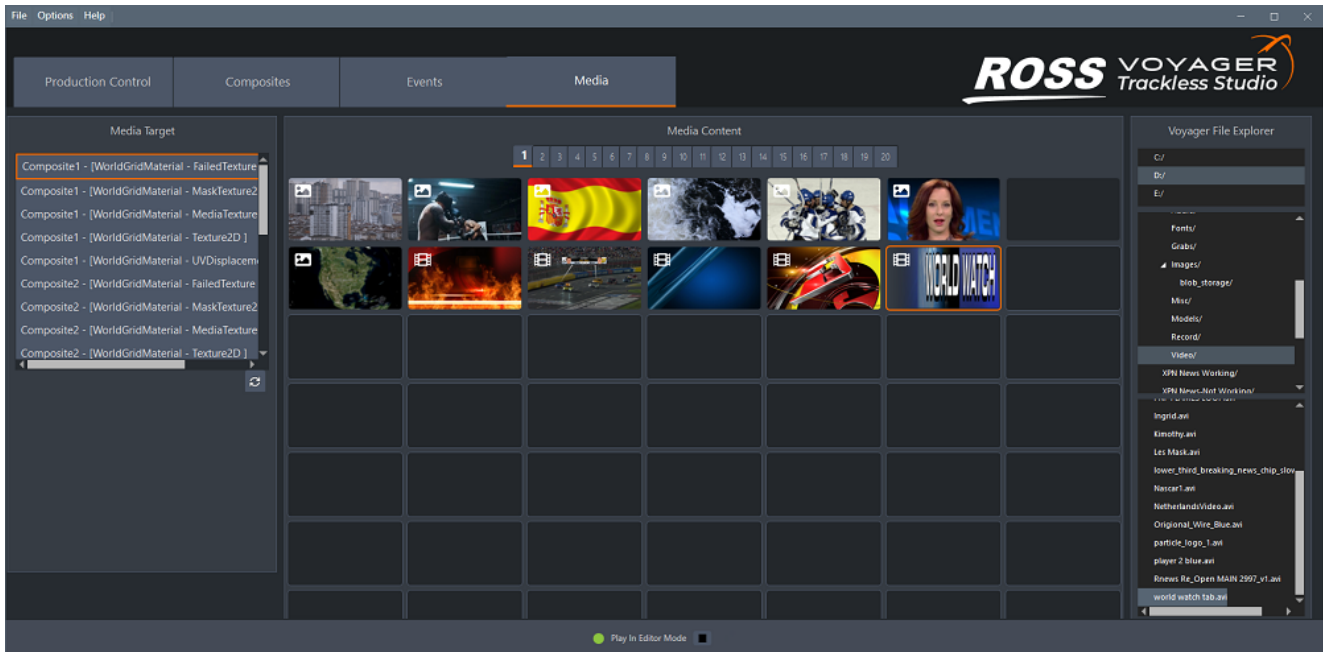 File Options Help
ROSS VOYAGER
Trackless Studio
Production Control Composites Events Media
Media Target
Composite1 - [WorldGridMaterial - FailedTexture
Composite1 - [WorldGridMaterial - MaskTexture2
Composite1 - [WorldGridMaterial - MediaTexture
Composite1 - [WorldGridMaterial - Texture2D ]
Composite1 - [WorldGridMaterial - UVDisplacem
Composite2 - [WorldGridMaterial - FailedTexture
Composite2 - [WorldGridMaterial - MaskTexture2
Composite2 - [WorldGridMaterial - MediaTexture
Composite2 - [WorldGridMaterial - Texture2D ]
Media Content
1 2 3 4 5 6 7 8 9 10 11 12 13 14 15 16 17 18 19 20
WORLD WATCH
Voyager File Explorer
C:/
D:/
E:/
Fonts/
Grabs/
Images/
blob_storage/
Misc/
Models/
Record/
Video/
XPN News Working/
XPN News-Not Working/
Ingrid.avi
Kimothy.avi
Les Mask.avi
lower_third_breaking_news_chip_slow
Nascar1.avi
NetherlandsVideo.avi
Origional_Wire_Blue.avi
particle_logo_1.avi
player 2 blue.avi
Rnews Re_Open MAIN 2997_v1.avi
world watch tab.avi
Play In Editor Mode